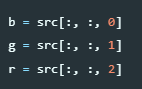 b = src[:, :, 0]
g = src[:, :, 1]
r = src[:, :, 2]